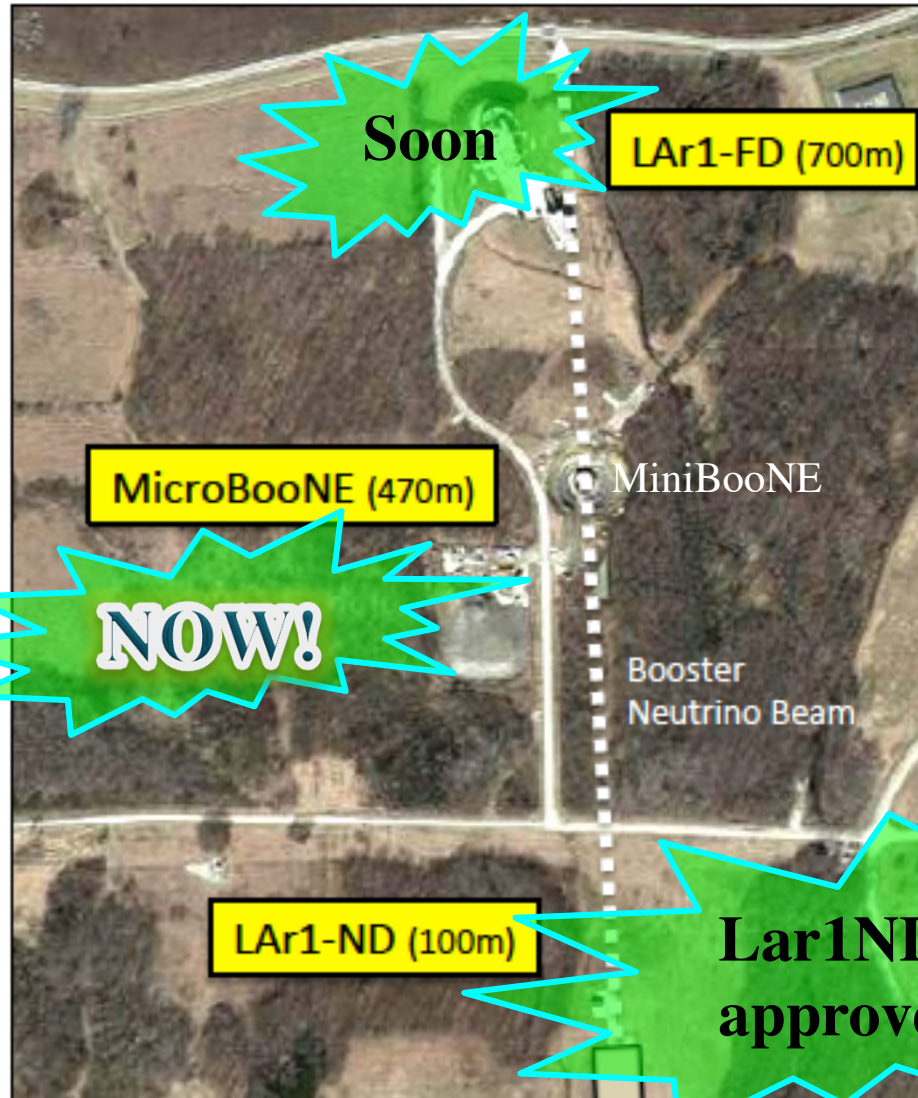 Soon
LAr1-FD (700m)
MicroBooNE (470m)
MiniBooNE
NOW!
Booster
Neutrino Beam
LAr1-ND (100m)